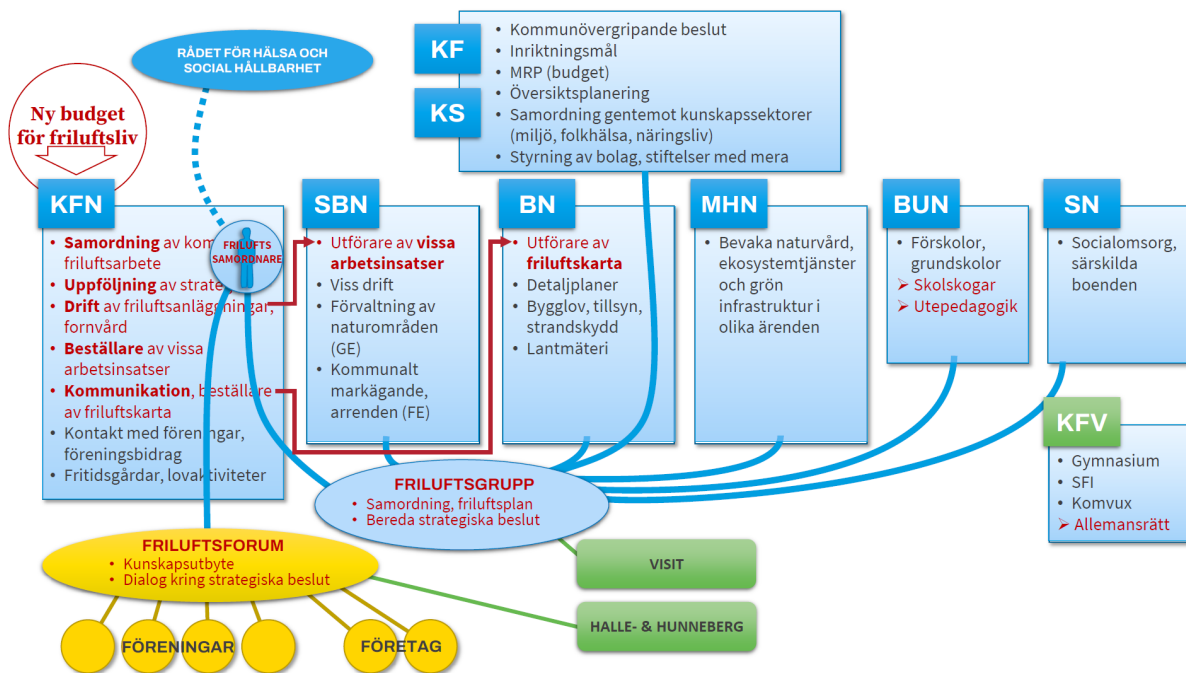 RÅDET FÖR HÄLSA OCH
SOCIAL HÅLLBARHET
Ny budget
för friluftsliv
KF
KS
• Kommunövergripande beslut
• Inriktningsmål
• MRP (budget)
• Översiktsplanering
• Samordning gentemot kunskapssektorer
(miljö, folkhälsa, näringsliv)
• Styrning av bolag, stiftelser med mera
KFN
• Samordning av
friluftsarbete
• Uppföljning av
• Drift av friluftsanläggningar,
fornvård
• Beställare av vissa
arbetsinsatser
• Kommunikation, beställare
av friluftskarta
• Kontakt med föreningar,
föreningsbidrag
• Fritidsgårdar, lovaktiviteter
FRILUFTS
SAMORDNARE
SBN
• Utförare av vissa
arbetsinsatser
• Viss drift
• Förvaltning av
naturområden
(GE)
• Kommunalt
markägande,
arrenden (FE)
BN
• Utförare av
friluftskarta
• Detaljplaner
• Bygglov, tillsyn,
strandskydd
• Lantmäteri
MHN
• Bevaka naturvård,
ekosystemtjänster
och grön
infrastruktur i
olika ärenden
BUN
• Förskolor,
grundskolor
➢ Skolskogar
➢ Utepedagogik
SN
• Socialomsorg,
särskilda
boenden
KFV
• Gymnasium
• SFI
• Komvux
➢ Allemansrätt
FRILUFTSGRUPP
• Samordning, friluftsplan
• Bereda strategiska beslut
FRILUFTSFORUM
• Kunskapsutbyte
• Dialog kring strategiska beslut
VISIT
HALLE- & HUNNEBERG
FÖRENINGAR
FÖRETAG